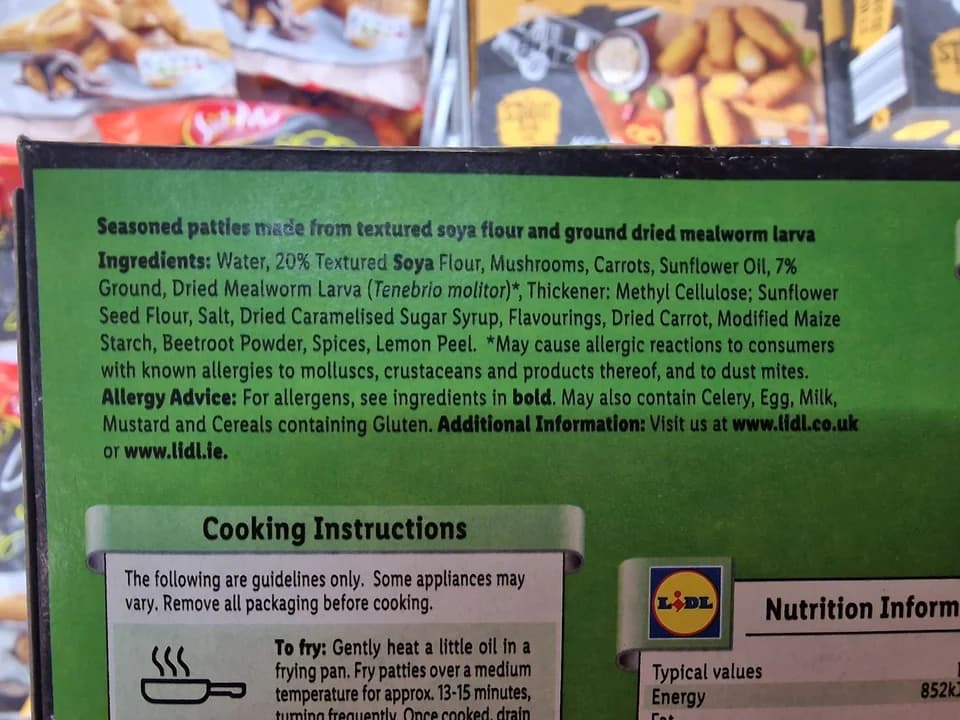 Seasoned patties made from textured soya flour and ground dried mealworm larva
Ingredients: Water, 20% Textured Soya Flour, Mushrooms, Carrots, Sunflower Oil, 7%
Ground, Dried Mealworm Larva (Tenebrio molitor)*, Thickener: Methyl Cellulose; Sunflower
Seed Flour, Salt, Dried Caramelised Sugar Syrup, Flavourings, Dried Carrot, Modified Maize
Starch, Beetroot Powder, Spices, Lemon Peel. *May cause allergic reactions to consumers
with known allergies to molluscs, crustaceans and products thereof, and to dust mites.
Allergy Advice: For allergens, see ingredients in bold. May also contain Celery, Egg, Milk,
Mustard and Cereals containing Gluten. Additional Information: Visit us at www.lidl.co.uk
or www.lidl.ie.
Cooking Instructions
The following are guidelines only. Some appliances may
vary. Remove all packaging before cooking.
To fry: Gently heat a little oil in a
frying pan. Fry patties over a medium
temperature for approx. 13-15 minutes,
turning frequently. Once cooked, drain
LIDL
Nutrition Inform
Typical values
Energy 852k
Fat